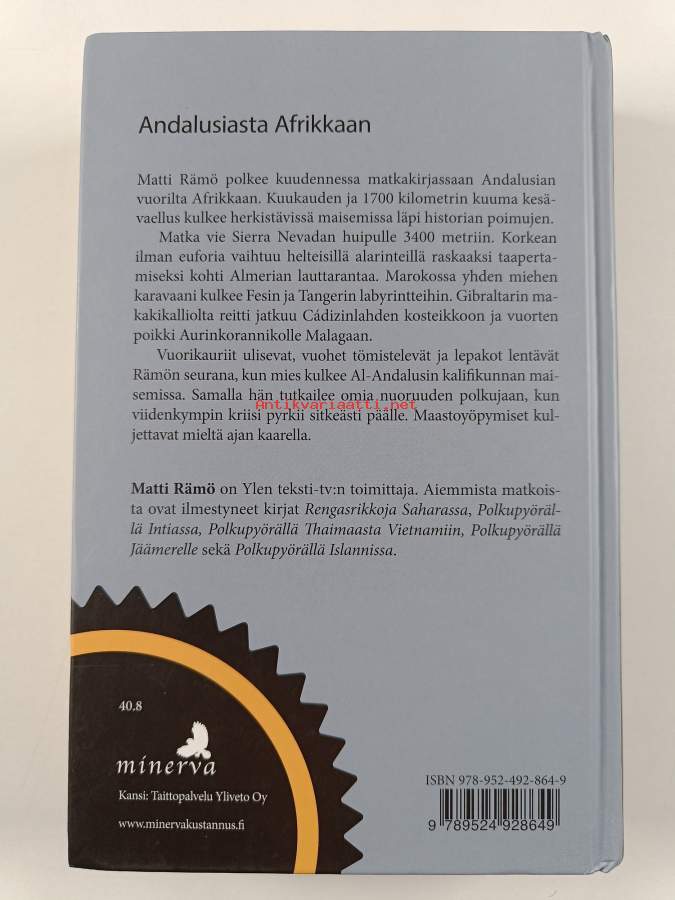 Andalusiasta Afrikkaan
Matti Rämö polkee kuudennessa matkakirjassaan Andalusian
vuorilta Afrikkaan. Kuukauden ja 1700 kilometrin kuuma kesä-
vaellus kulkee herkistävissä maisemissa läpi historian poimujen.
Matka vie Sierra Nevadan huipulle 3400 metriin. Korkean
ilman euforia vaihtuu helteisillä alarinteillä raskaaksi taaperta-
miseksi kohti Almerian lauttarantaa. Marokossa yhden miehen
karavaani kulkee Fesin ja Tangerin labyrintteihin. Gibraltarin ma-
kakikalliolta reitti jatkuu Cádizinlahden kosteikkoon ja vuorten
poikki Aurinkorannikolle Malagaan.
Vuorikauriit ulisevat, vuohet tömistelevät ja lepakot lentävät
Rämön seurana, kun mies kulkee Al-Andalusin kalifikunnan mai-
semissa. Samalla hän tutkailee omia nuoruuden polkujaan, kun
Antikvariaatti.net
viidenkympin kriisi pyrkii sitkeästi päälle. Maastoyöpymiset kul-
jettavat mieltä ajan kaarella.
Matti Rämö on Ylen teksti-tv:n toimittaja. Aiemmista matkois-
ta ovat ilmestyneet kirjat Rengasrikkoja Saharassa, Polkupyöräl-
lä Intiassa, Polkupyörällä Thaimaasta Vietnamiin, Polkupyörällä
Jäämerelle sekä Polkupyörällä Islannissa.
40.8
minerva
Kansi: Taittopalvelu Yliveto Oy
www.minervakustannus.fi
ISBN 978-952-492-864-9
9 789524 928649